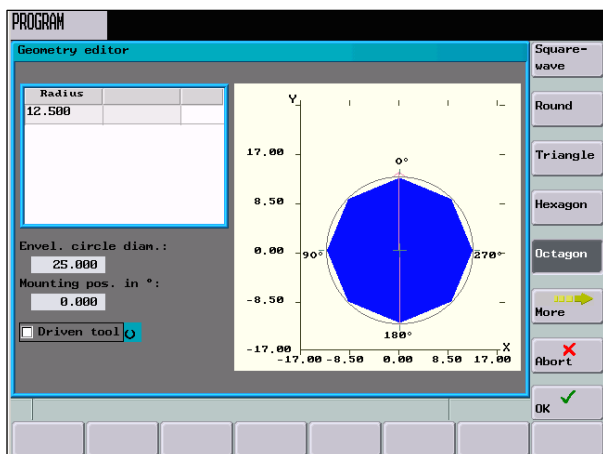 PROGRAM
Geometry editor
Radius
12.500
Envel. circle diam.:
25.000
Mounting pos. in °:
0.000
Driven tool
Y
17.00
8.50
0.00
-8.50
-17.00
0°
90°
270°
180°
X
-17.00 -8.50 0.00 8.50 17.00
Square-
wave
Round
Triangle
Hexagon
Octagon
More
Abort
OK